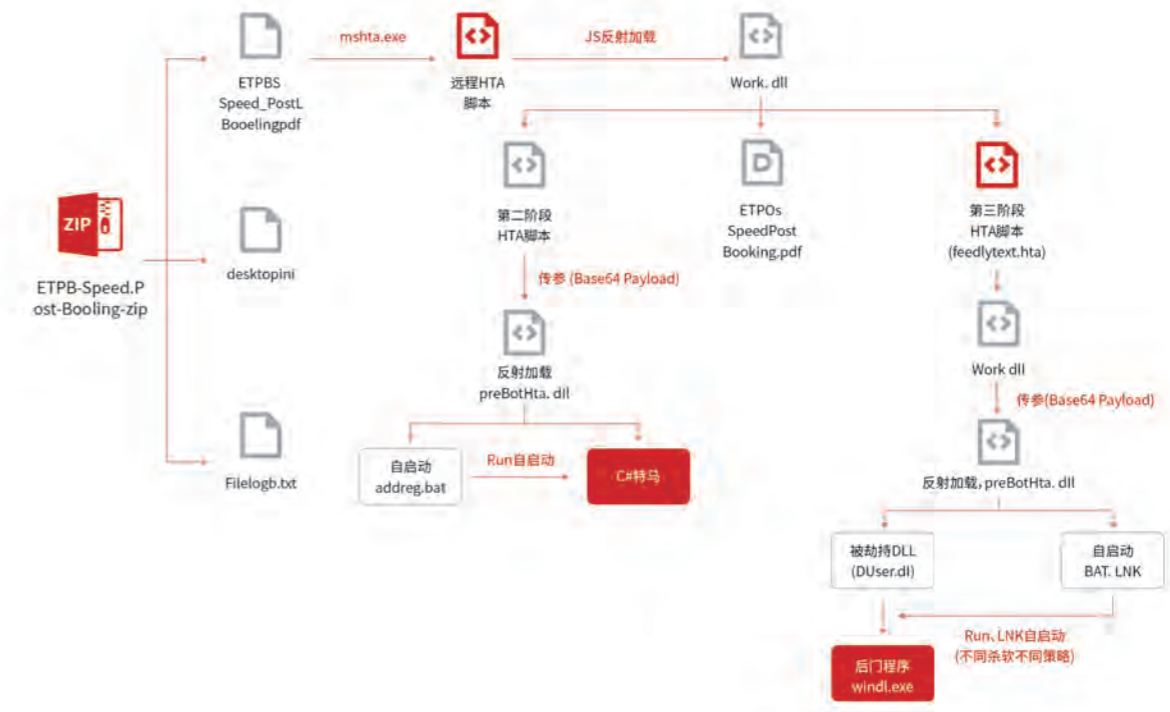 ZIP
ETPB-Speed.P
ost-Booling-zip
ETPBS
Speed_PostL
Booelingpdf
desktopini
Filelogb.txt
mshta.exe
远程HTA
脚本
JS反射加载
Work. dll
第二阶段
HTA脚本
传参 (Base64 Payload)
反射加载
preBotHta. dll
自启动
addreg.bat
Run自启动
C#特马
D
ETPOs
SpeedPost
Booking.pdf
第三阶段
HTA脚本
(feedlytext.hta)
Work dll
传参(Base64 Payload)
反射加载,preBotHta. dll
被劫持DLL
(DUser.dl)
自启动
BAT. LNK
Run、LNK自启动
(不同杀软不同策略)
后门程序
windl.exe